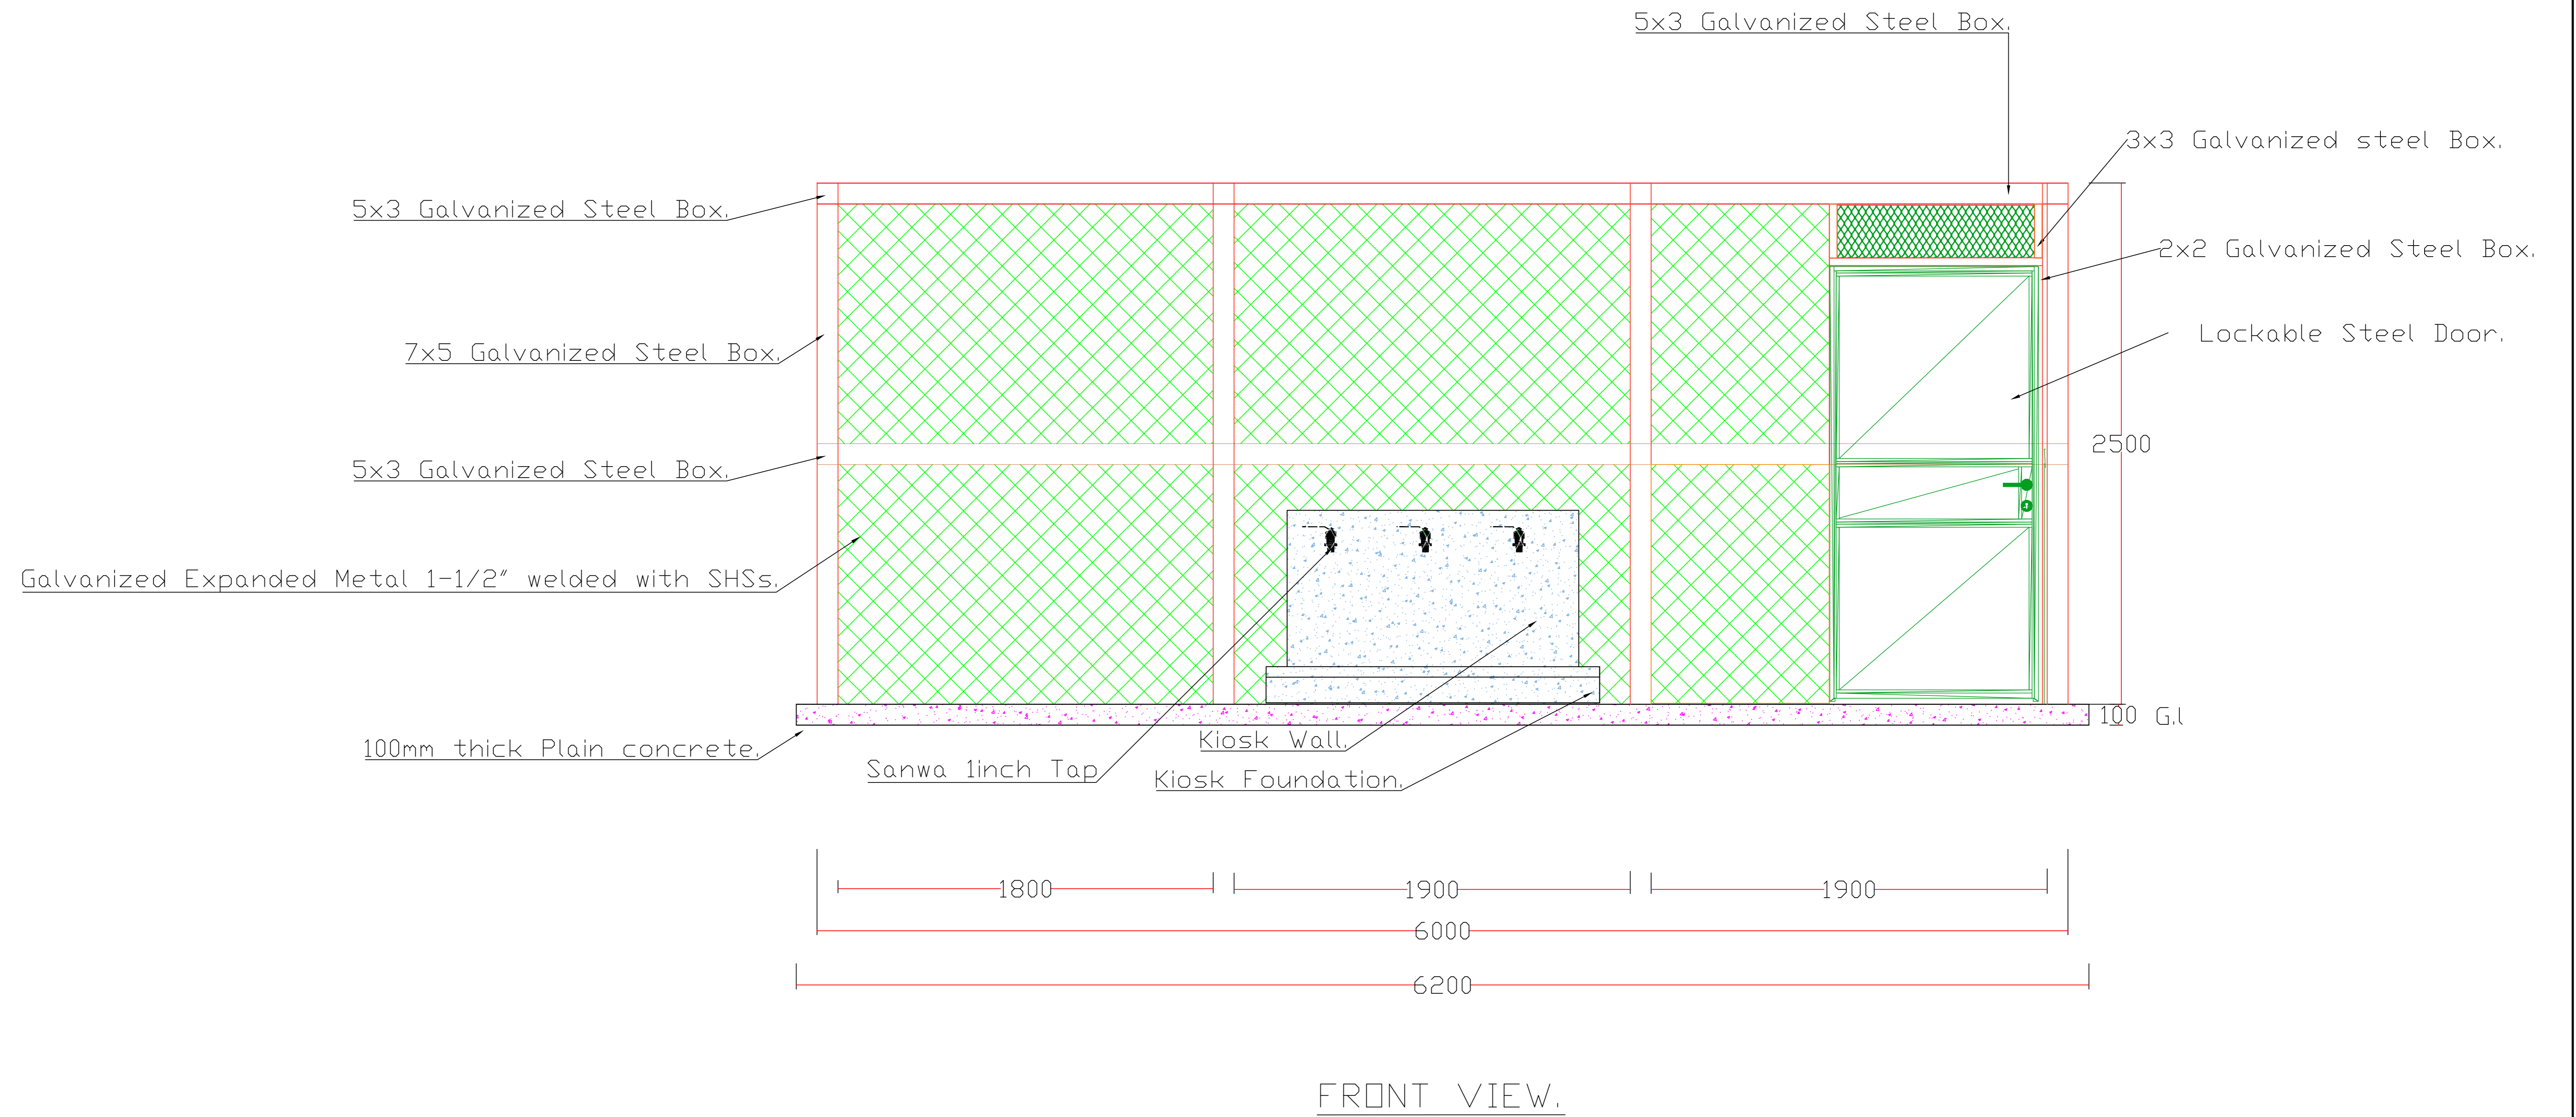 5x3 Galvanized Steel Box.
3x3 Galvanized steel Box.
5x3 Galvanized Steel Box.
2x2 Galvanized Steel Box.
Lockable Steel Door.
7x5 Galvanized Steel Box.
2500
5x3 Galvanized Steel Box.
Galvanized Expanded Metal 1-1/2" welded with SHSs.
100 G.l
100mm thick Plain concrete.
Kiosk Wall.
Sanwa 1inch Tap
Kiosk Foundation.
1800
1900
1900
6000
6200
FRONT VIEW.